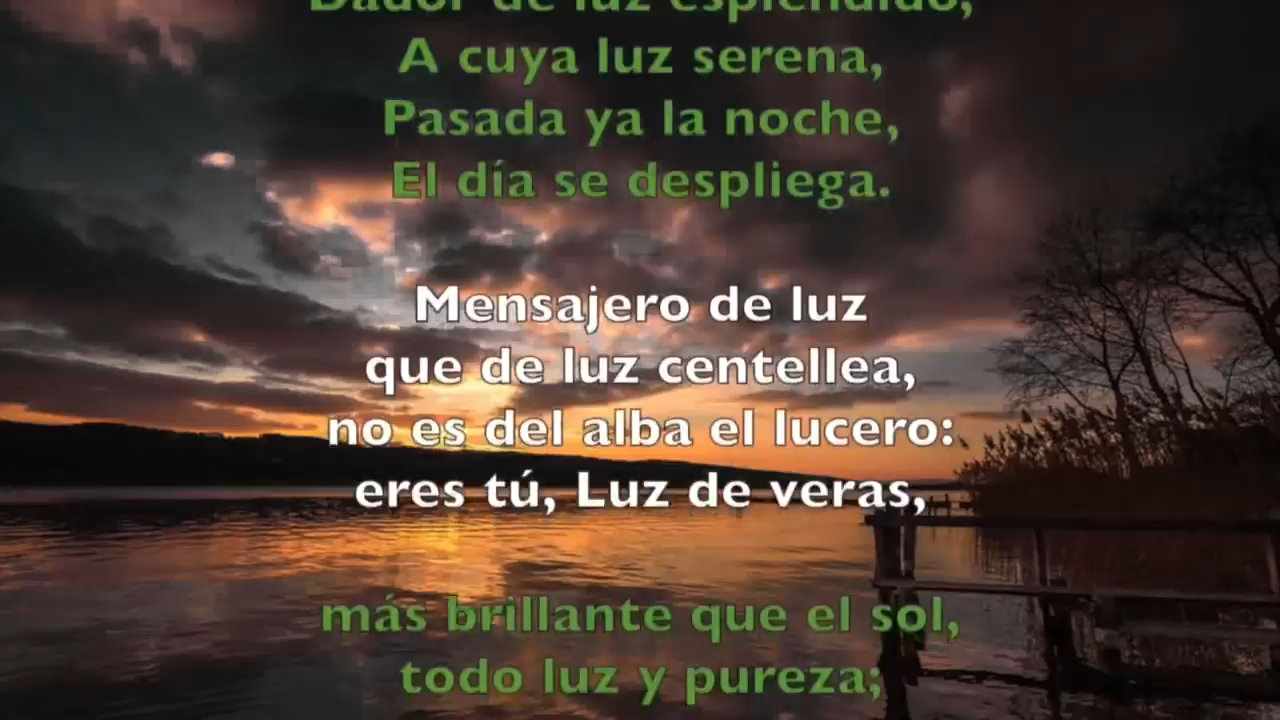 Dador de luz espléndido,
A cuya luz serena,
Pasada ya la noche,
El día se despliega.
Mensajero de luz
que de luz centellea,
no es del alba el lucero:
eres tú, Luz de veras,
más brillante que el sol,
todo luz y pureza;